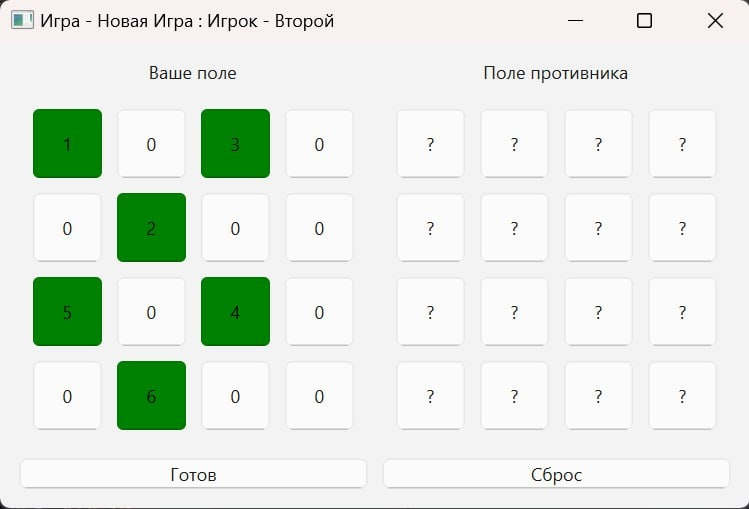 Игра - Новая Игра : Игрок - Второй
Ваше поле Поле противника
1 0 3 0 ? ? ? ?
0 2 0 0 ? ? ? ?
5 0 4 0 ? ? ? ?
0 6 0 0 ? ? ? ?
Готов Сброс